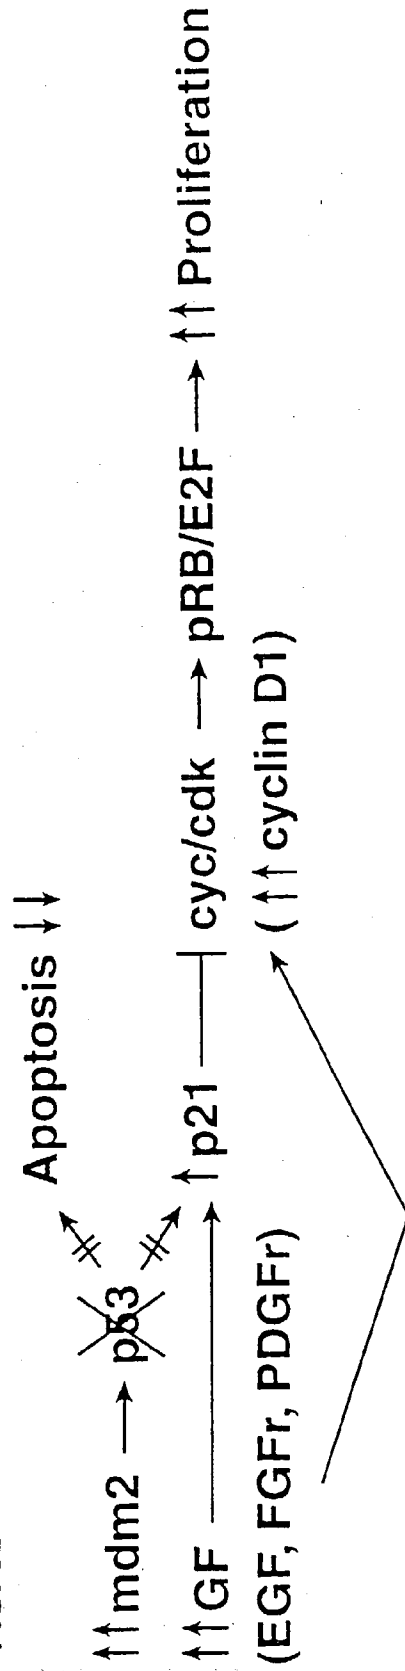 Apoptosis ↓↓
↑↑ mdm2 → p53
↑↑ GF → ↑ p21 ⊣ cyc/cdk → pRB/E2F → ↑↑ Proliferation
(EGF, FGFr, PDGFr) (↑↑ cyclin D1)